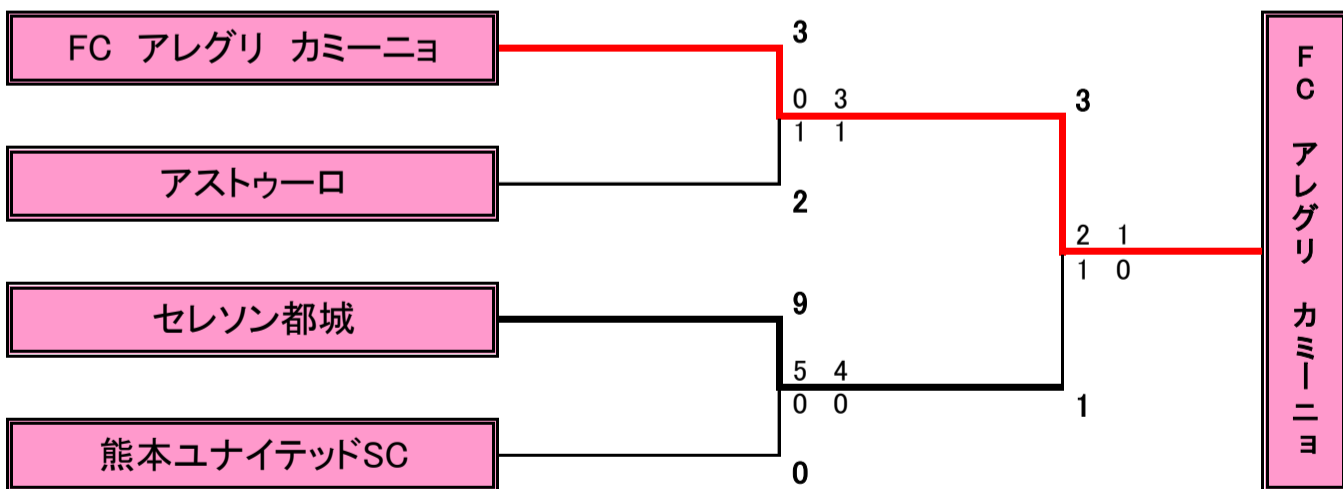 FC アレグリ カミーニョ
3
0 3
1 1
アストゥーロ
2
セレソン都城
9
5 4
0 0
熊本ユナイテッドSC
0
3
2 1
1 0
1
FC アレグリ カミーニョ